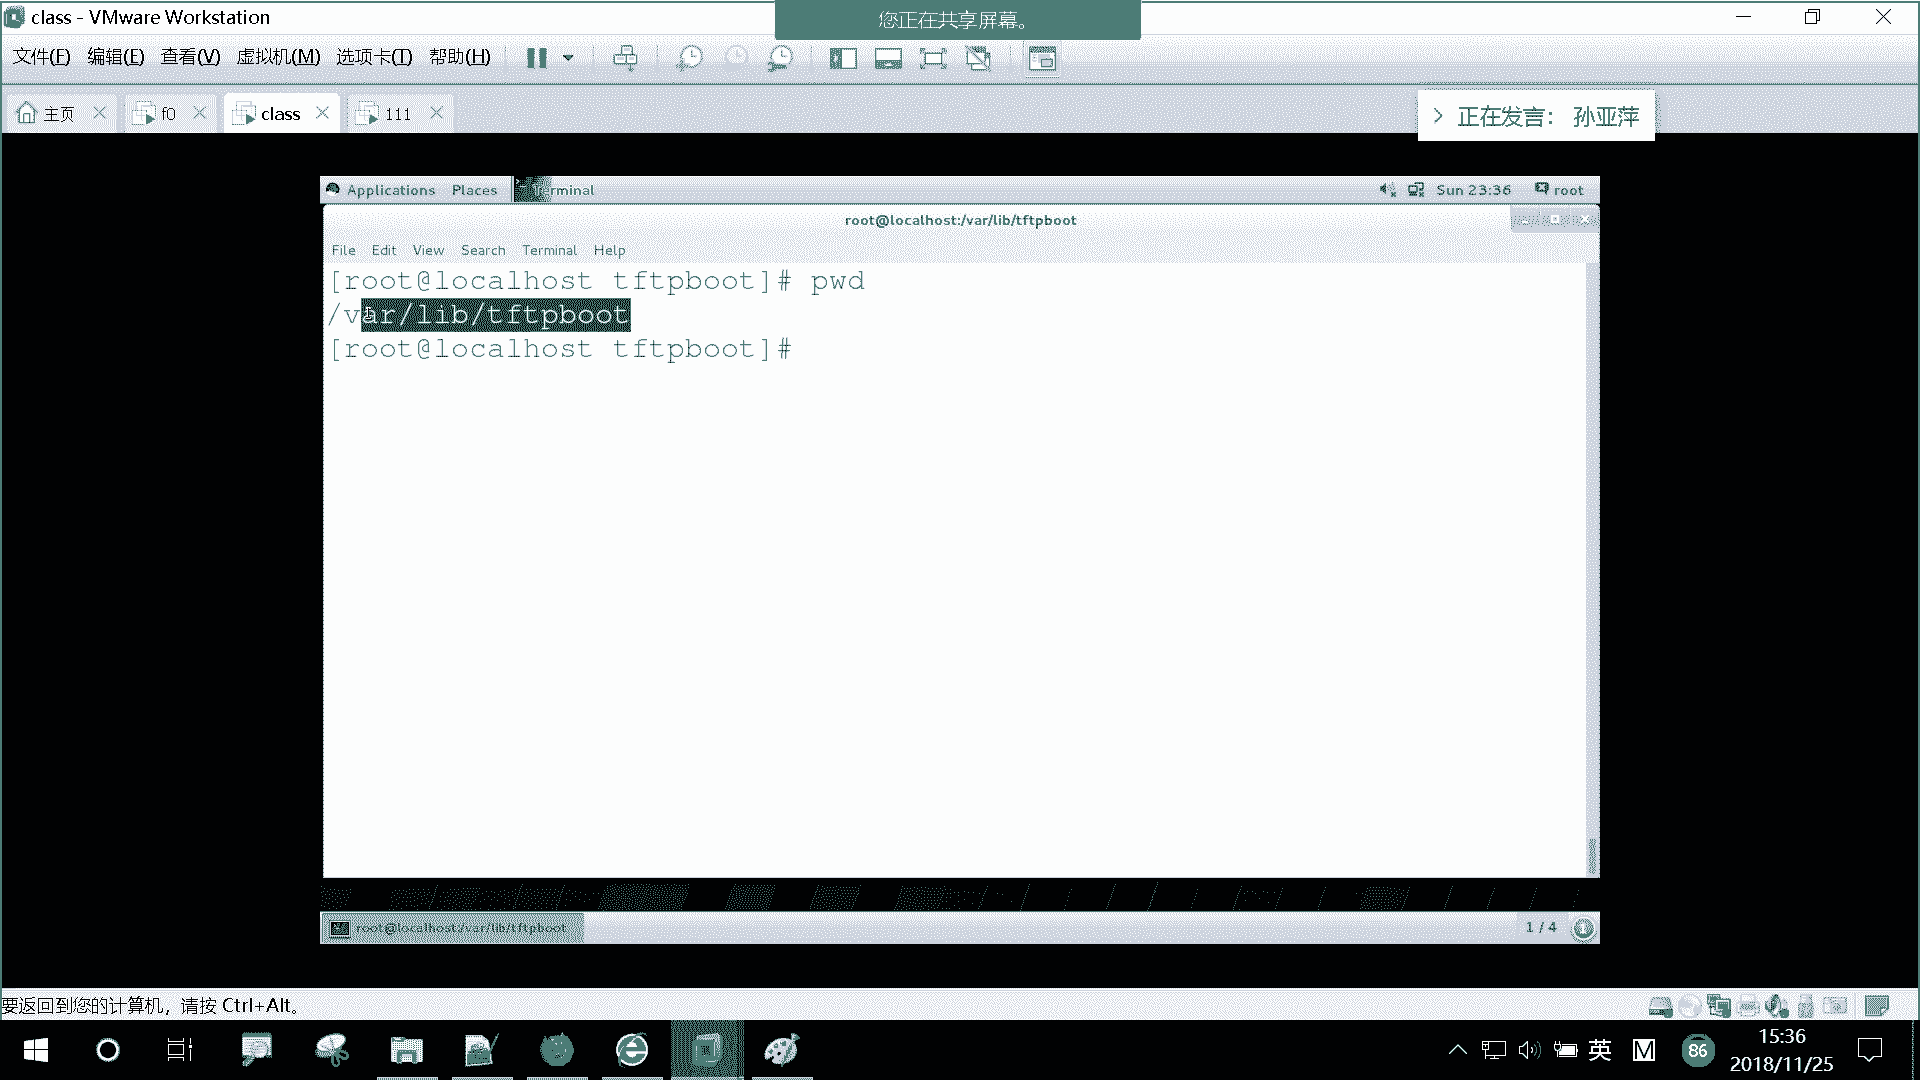 class - VMware Workstation
您正在共享屏幕。
文件(F) 编辑(E) 查看(V) 虚拟机(M) 选项卡(T) 帮助(H)
主页 f0 class 111
正在发言： 孙亚萍
Applications Places Terminal Sun 23:36 root
root@localhost:/var/lib/tftpboot
File Edit View Search Terminal Help
[root@localhost tftpboot]# pwd
/var/lib/tftpboot
[root@localhost tftpboot]#
root@localhost:/var/lib/tftpboot 1 / 4
要返回到您的计算机，请按 Ctrl+Alt。
英 M 86 15:36
2018/11/25